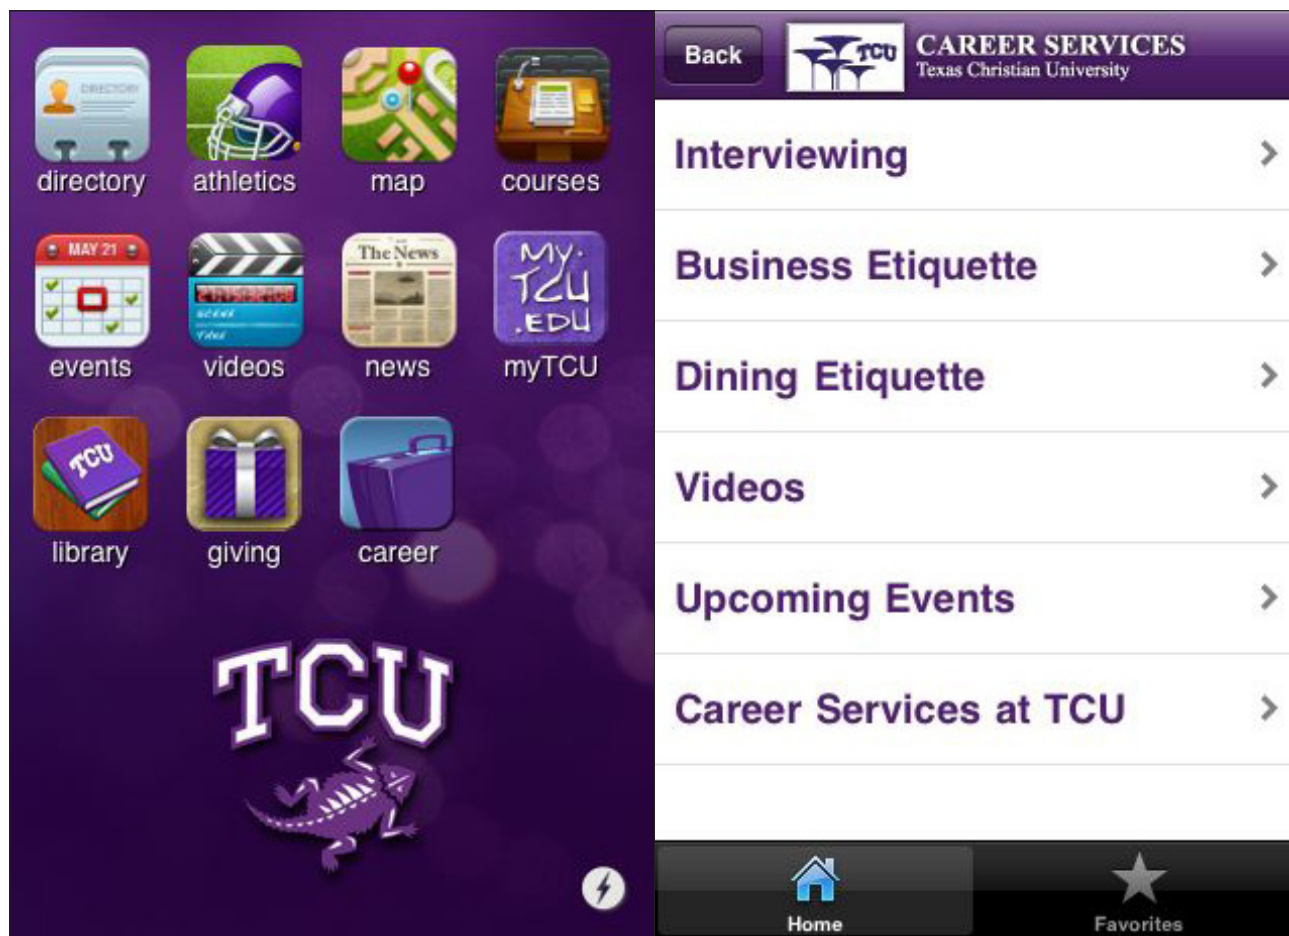 DIRECTORY
directory
athletics
map
courses
MAY 21
events
videos
The News
news
MY.
TCU
.EDU
myTCU
TCU
library
giving
career
TCU
Back
TCU
CAREER SERVICES
Texas Christian University
Interviewing
Business Etiquette
Dining Etiquette
Videos
Upcoming Events
Career Services at TCU
Home
Favorites